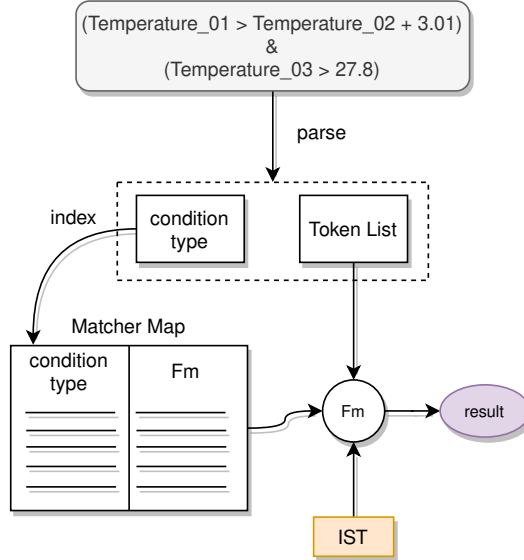 (Temperature_01 > Temperature_02 + 3.01)
&
(Temperature_03 > 27.8)
parse
index
condition
type
Token List
Matcher Map
condition
type
Fm
Fm
result
IST